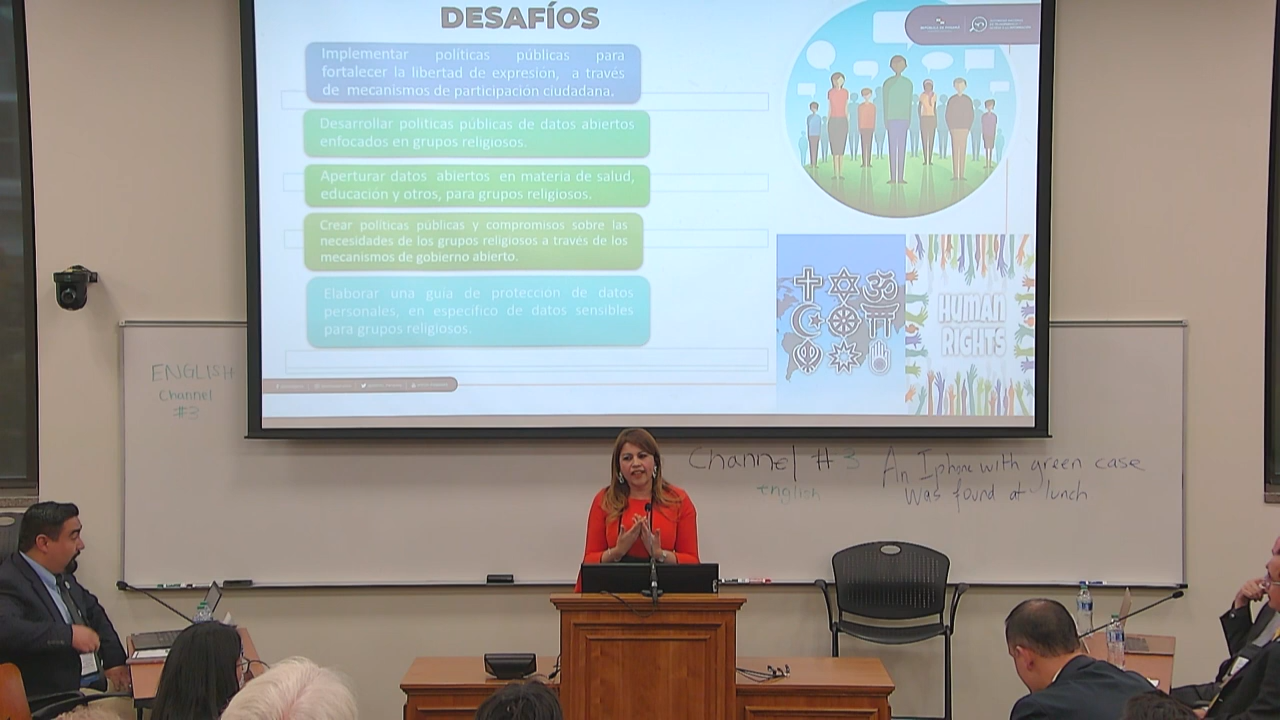 DESAFÍOS
Implementar políticas públicas para
fortalecer la libertad de expresión, a través
de mecanismos de participación ciudadana.
Desarrollar políticas públicas de datos abiertos
enfocados en grupos religiosos.
Aperturar datos abiertos en materia de salud,
educación y otros, para grupos religiosos.
Crear políticas públicas y compromisos sobre las
necesidades de los grupos religiosos a través de los
mecanismos de gobierno abierto.
Elaborar una guía de protección de datos
personales, en específico de datos sensibles
para grupos religiosos.
HUMAN
RIGHTS
ENGLISH
Channel
#3
Channel #3
english
An Iphone with green case
was found at lunch